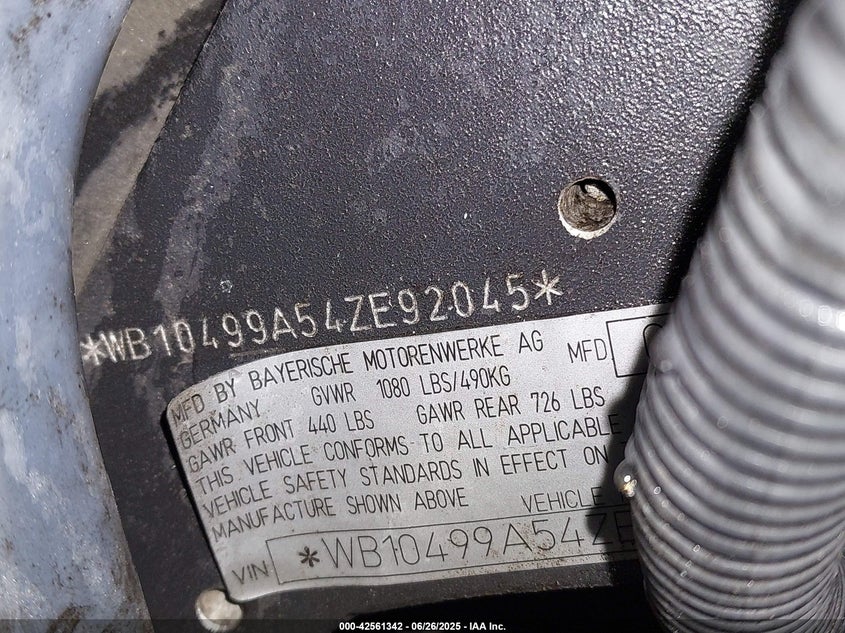 *WB10499A54ZE92045*
MFD BY BAYERISCHE MOTORENWERKE AG MFD
GERMANY GVWR 1080 LBS/490KG
GAWR FRONT 440 LBS GAWR REAR 726 LBS
THIS VEHICLE CONFORMS TO ALL APPLICABLE
VEHICLE SAFETY STANDARDS IN EFFECT ON
MANUFACTURE SHOWN ABOVE VEHICLE
VIN *WB10499A54ZE
000-42561342 - 06/26/2025 - IAA Inc.